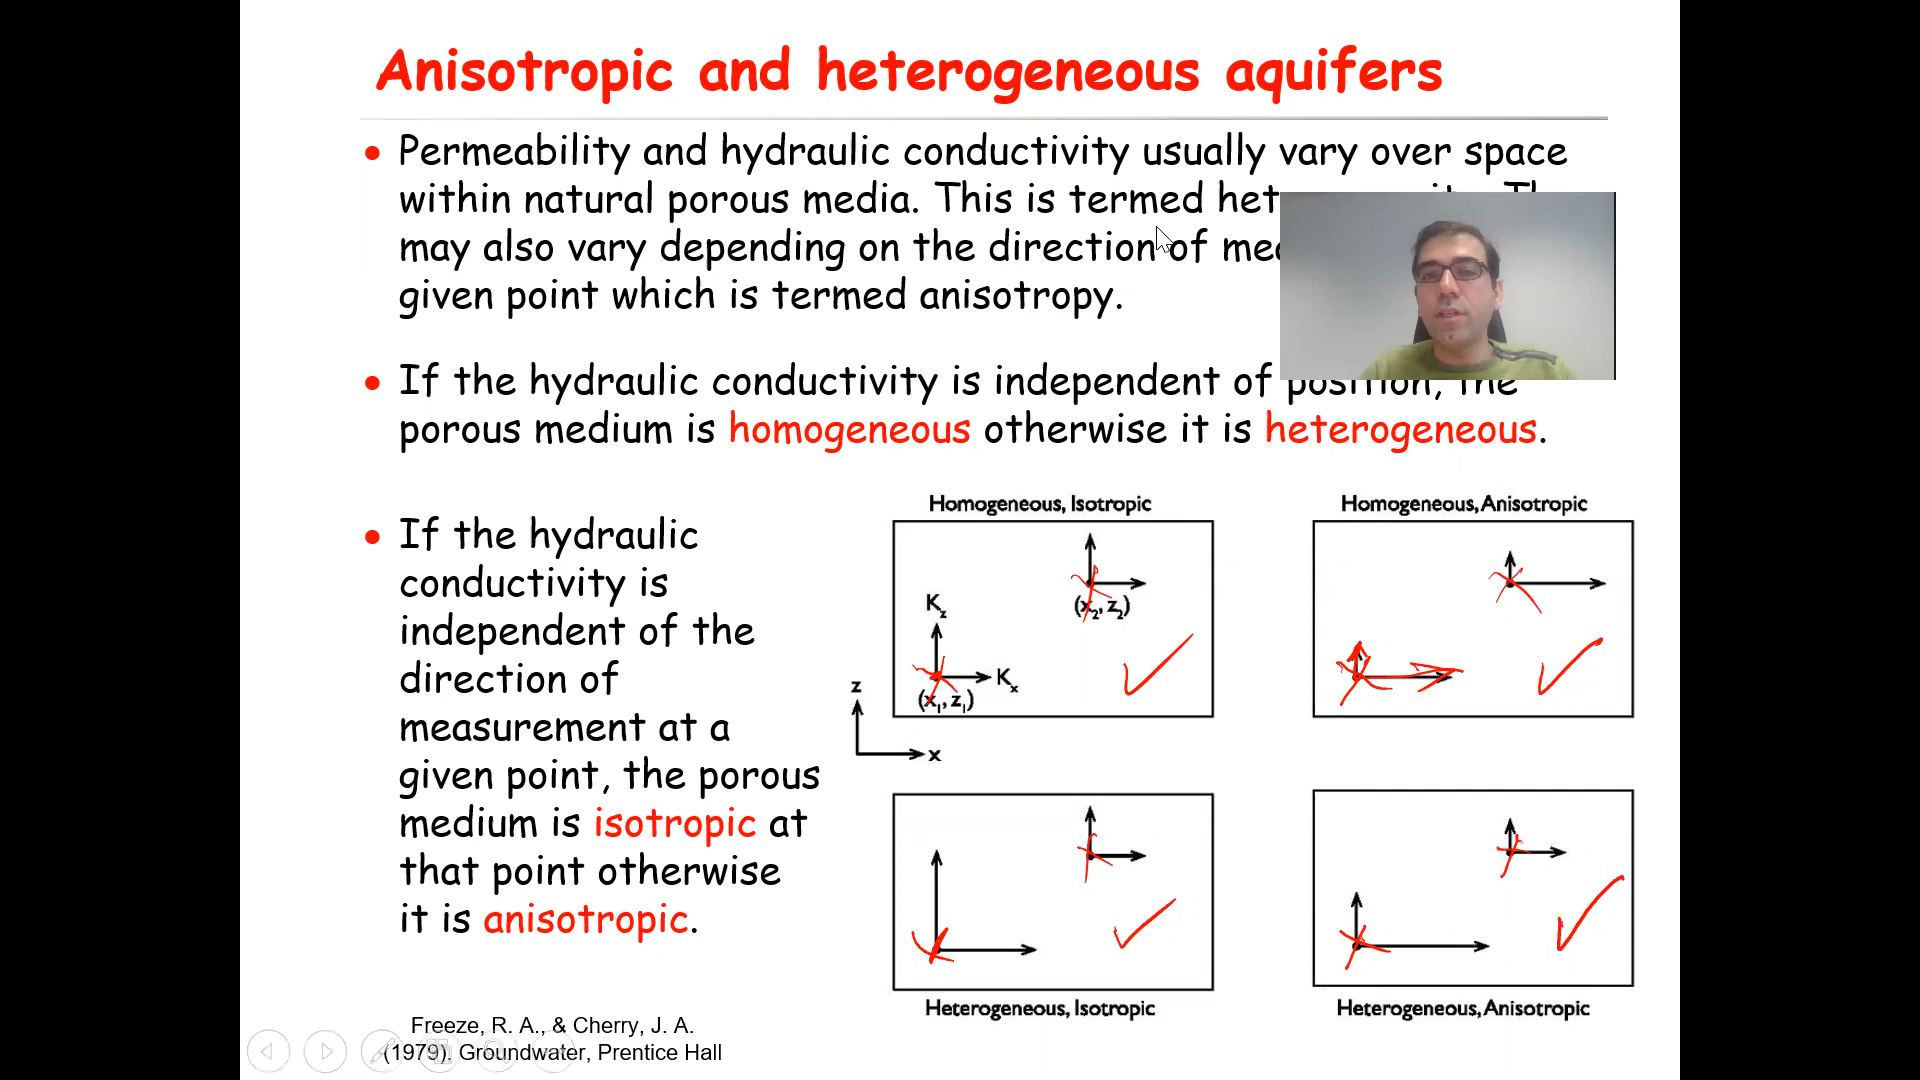 Anisotropic and heterogeneous aquifers
Permeability and hydraulic conductivity usually vary over space
within natural porous media. This is termed
may also vary depending on the direction of
given point which is termed anisotropy.
If the hydraulic conductivity is independent of position, the
porous medium is homogeneous otherwise it is heterogeneous.
If the hydraulic
conductivity is
independent of the
direction of
measurement at a
given point, the porous
medium is isotropic at
that point otherwise
it is anisotropic.
Homogeneous, Isotropic
Kz
(x2, z2)
Kx
(x1, z1)
z
x
Homogeneous, Anisotropic
Heterogeneous, Isotropic
Heterogeneous, Anisotropic
Freeze, R. A., & Cherry, J. A.
(1979). Groundwater, Prentice Hall